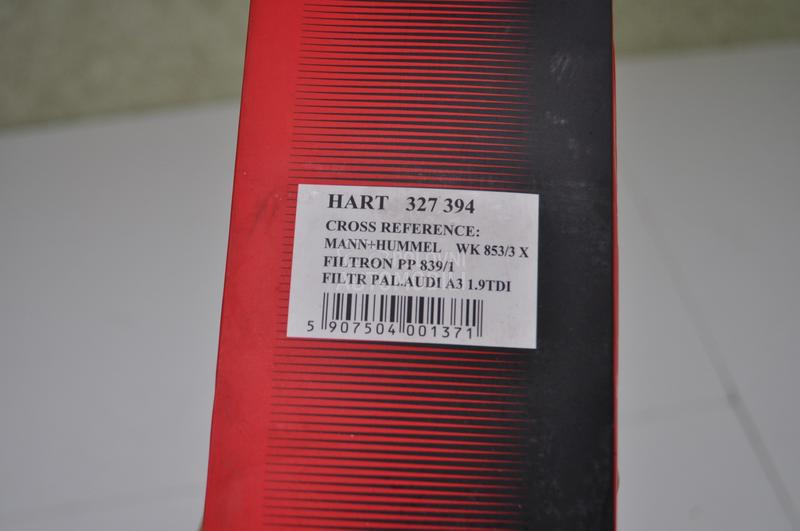 HART 327 394
CROSS REFERENCE:
MANN+HUMMEL WK 853/3 X
FILTRON PP 839/1
FILTR PAL.AUDI A3 1.9TDI
5 907504 001371